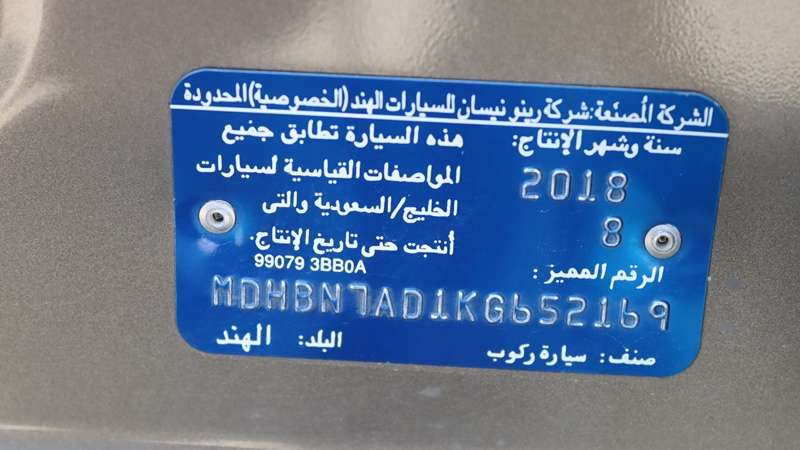 الشركة المُصنّعة: شركة رينو نيسان للسيارات الهند (الخصوصية) المحدودة
سنة وشهر الإنتاج:
2018
8
هذه السيارة تطابق جميع
المواصفات القياسية لسيارات
الخليج/السعودية والتى
أنتجت حتى تاريخ الإنتاج.
99079 3BB0A
الرقم المميز:
MDHBN7AD1KG652169
صنف: سيارة ركوب
البلد: الهند